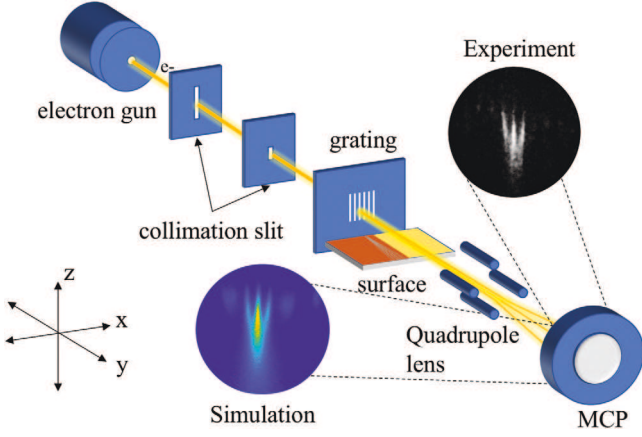 Experiment
e-
electron gun
grating
collimation slit
surface
z
x
y
Quadrupole
lens
Simulation
MCP